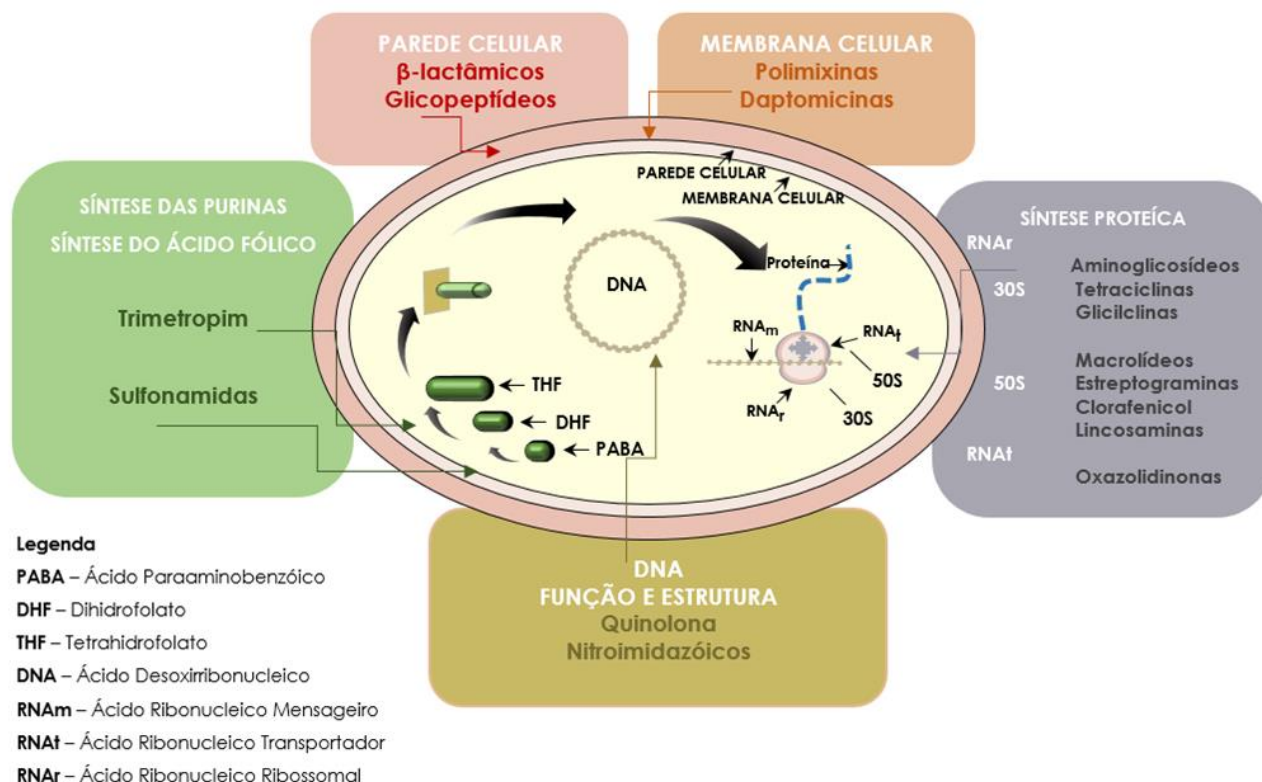 PAREDE CELULAR
β-lactâmicos
Glicopeptídeos
MEMBRANA CELULAR
Polimixinas
Daptomicinas
SÍNTESE DAS PURINAS
SÍNTESE DO ÁCIDO FÓLICO
Trimetropim
Sulfonamidas
PAREDE CELULAR
MEMBRANA CELULAR
DNA
Proteína
RNAm
RNAt
50S
RNAr
30S
THF
DHF
PABA
SÍNTESE PROTEÍCA
RNAr
Aminoglicosídeos
30S
Tetraciclinas
Glicilclinas
Macrolídeos
50S
Estreptograminas
Clorafenicol
Lincosaminas
RNAt
Oxazolidinonas
DNA
FUNÇÃO E ESTRUTURA
Quinolona
Nitroimidazóicos
Legenda
PABA – Ácido Paraaminobenzóico
DHF – Dihidrofolato
THF – Tetrahidrofolato
DNA – Ácido Desoxirribonucleico
RNAm – Ácido Ribonucleico Mensageiro
RNAt – Ácido Ribonucleico Transportador
RNAr – Ácido Ribonucleico Ribossomal